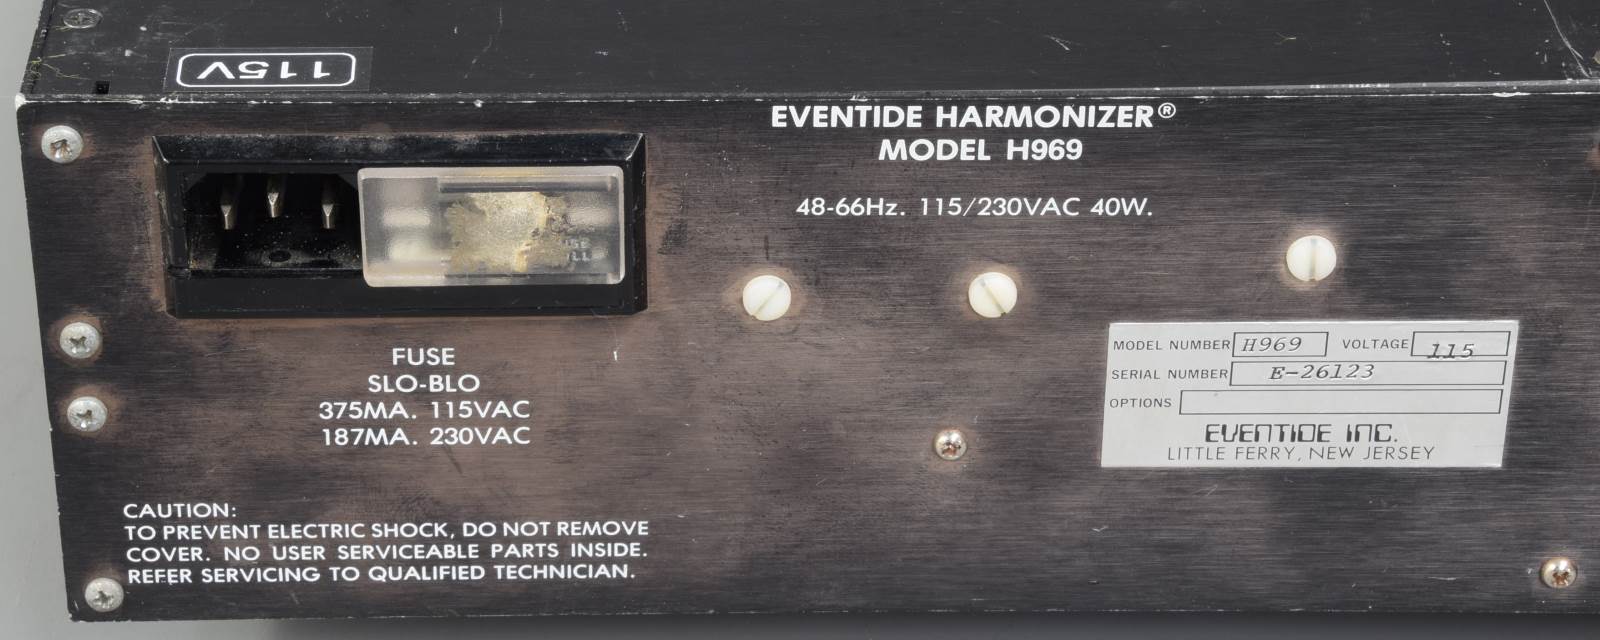 115V
EVENTIDE HARMONIZER®
MODEL H969
48-66Hz. 115/230VAC 40W.
FUSE
SLO-BLO
375MA. 115VAC
187MA. 230VAC
CAUTION:
TO PREVENT ELECTRIC SHOCK, DO NOT REMOVE
COVER. NO USER SERVICEABLE PARTS INSIDE.
REFER SERVICING TO QUALIFIED TECHNICIAN.
MODEL NUMBER H969 VOLTAGE 115
SERIAL NUMBER E-26123
OPTIONS
EVENTIDE INC.
LITTLE FERRY, NEW JERSEY